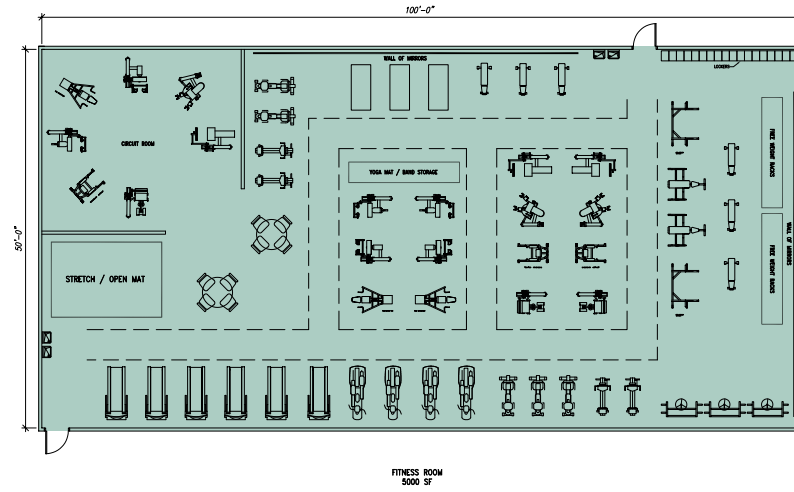 100'-0"
WALL OF MIRRORS
LOCKERS
CIRCUIT ROOM
FREE WEIGHT RACKS
YOGA MAT / BAND STORAGE
50'-0"
WALL OF MIRRORS
FREE WEIGHT RACKS
STRETCH / OPEN MAT
FITNESS ROOM
5000 SF